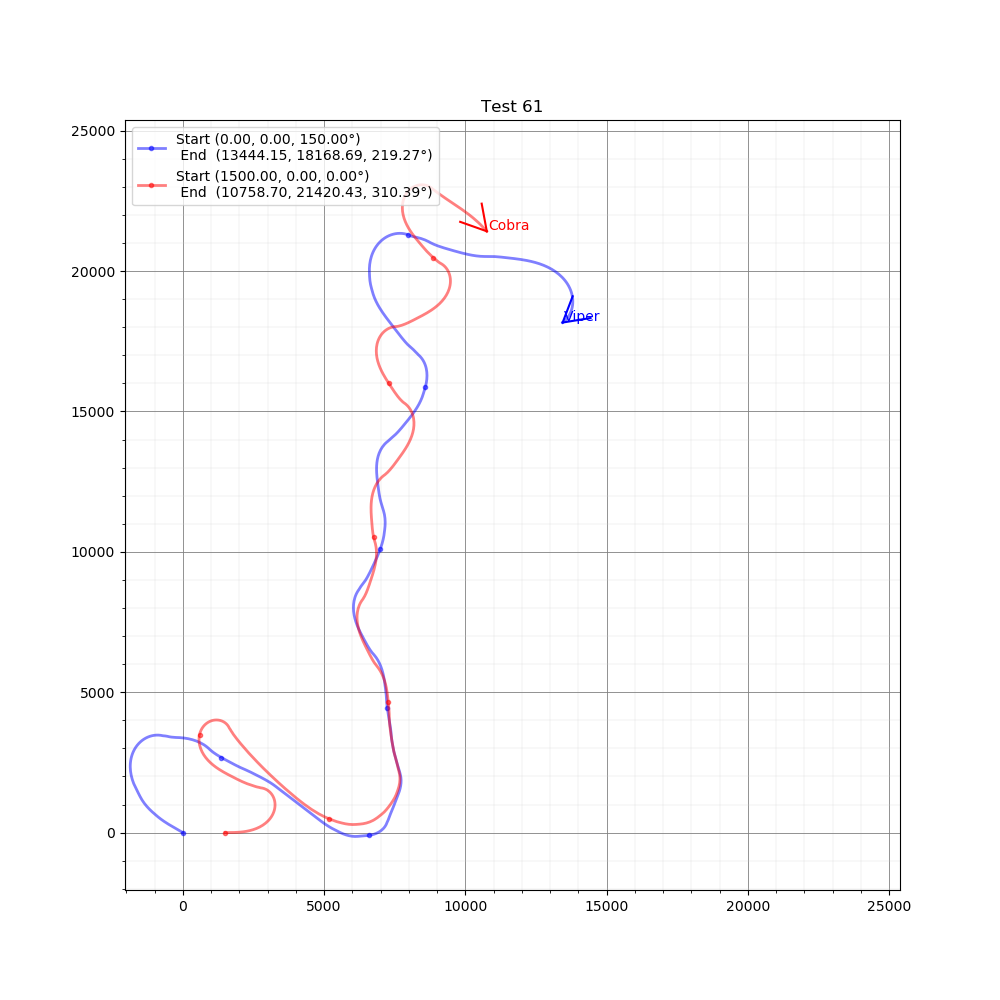 Test 61
25000
20000
15000
10000
5000
0
Start (0.00, 0.00, 150.00°)
End (13444.15, 18168.69, 219.27°)
Start (1500.00, 0.00, 0.00°)
End (10758.70, 21420.43, 310.39°)
Cobra
Viper
0 5000 10000 15000 20000 25000